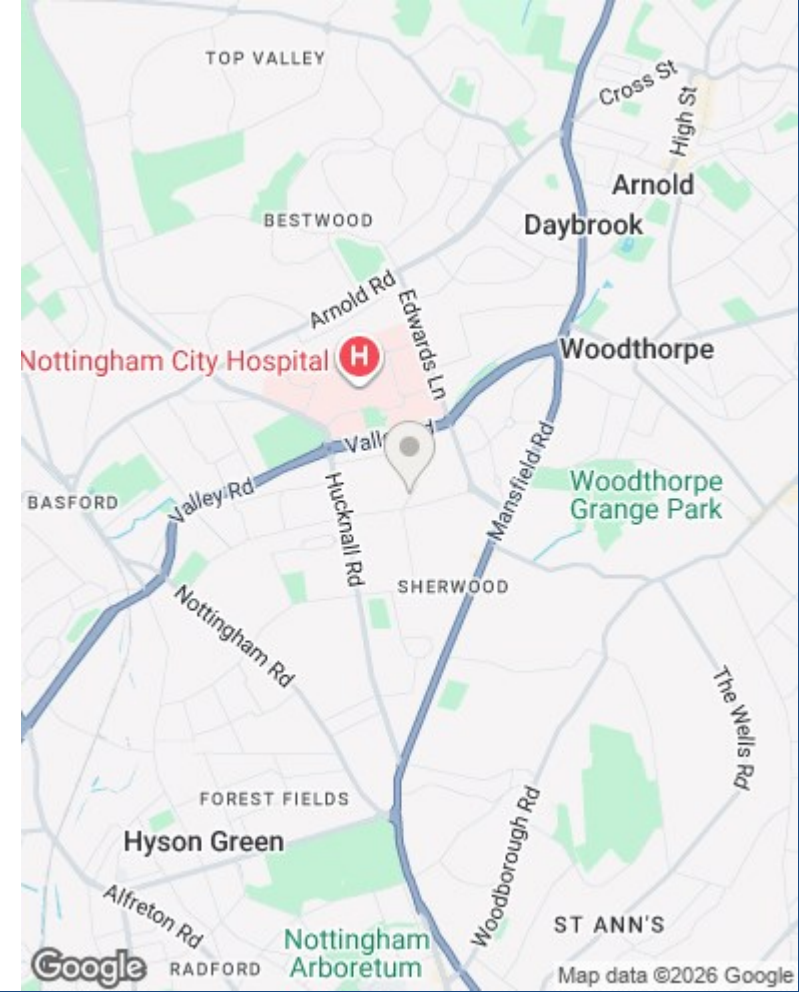 TOP VALLEY
Cross St
High St
Arnold
BESTWOOD
Daybrook
Arnold Rd
Edwards Ln
Nottingham City Hospital
H
Woodthorpe
Mansfield Rd
Woodthorpe
Grange Park
BASFORD
Valley Rd
Hucknall Rd
SHERWOOD
Nottingham Rd
The Wells Rd
FOREST FIELDS
Hyson Green
Woodborough Rd
Alfreton Rd
ST ANN'S
Nottingham
Arboretum
RADFORD
Google
Map data ©2026 Google